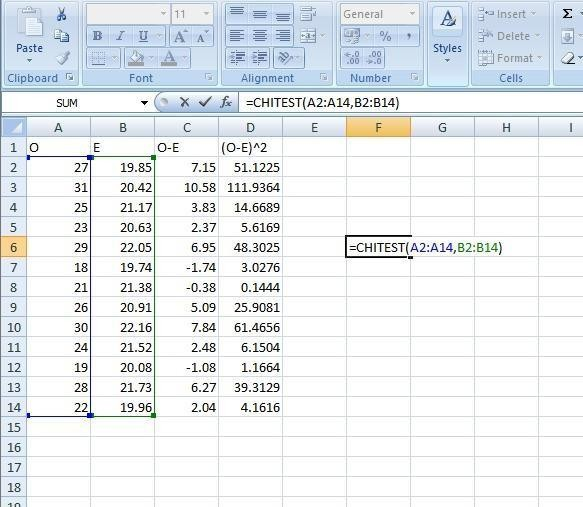 General
11
Insert
Paste
B I U A A
$ % ,
Styles
Delete
Format
Σ
Clipboard Font Alignment Number Cells
SUM fx =CHITEST(A2:A14,B2:B14)
A B C D E F G H I
1 O E O-E (O-E)^2
2 27 19.85 7.15 51.1225
3 31 20.42 10.58 111.9364
4 25 21.17 3.83 14.6689
5 23 20.63 2.37 5.6169
6 29 22.05 6.95 48.3025 =CHITEST(A2:A14,B2:B14)
7 18 19.74 -1.74 3.0276
8 21 21.38 -0.38 0.1444
9 26 20.91 5.09 25.9081
10 30 22.16 7.84 61.4656
11 24 21.52 2.48 6.1504
12 19 20.08 -1.08 1.1664
13 28 21.73 6.27 39.3129
14 22 19.96 2.04 4.1616
15
16
17
18
19